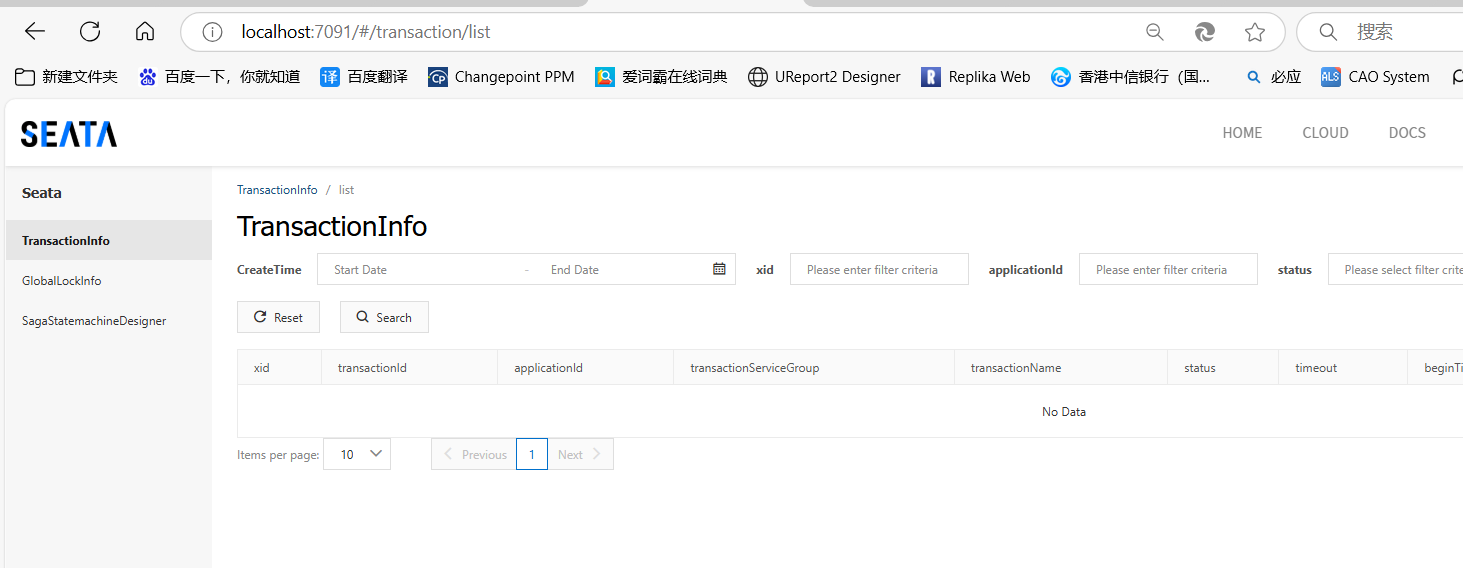 localhost:7091/#/transaction/list
搜索
新建文件夹 百度一下，你就知道 译 百度翻译 CP Changepoint PPM 爱词霸在线词典 UReport2 Designer R Replika Web 香港中信银行（国... 必应 ALS CAO System
SEATA HOME CLOUD DOCS
Seata
TransactionInfo
GlobalLockInfo
SagaStatemachineDesigner
TransactionInfo / list
TransactionInfo
CreateTime Start Date - End Date xid Please enter filter criteria applicationId Please enter filter criteria status Please select filter crite
Reset Search
xid transactionId applicationId transactionServiceGroup transactionName status timeout beginTi
No Data
Items per page: 10 Previous 1 Next